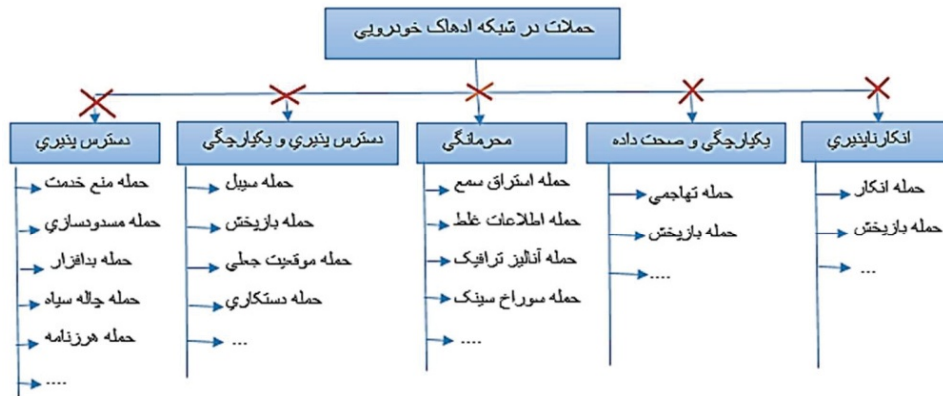 حملات در شبکه ادهاک خودرویی
انکارناپذیری
حمله انکار
حمله بازپخش
...
یکپارچگی و صحت داده
حمله تهاجمی
حمله بازپخش
....
محرمانگی
حمله استراق سمع
حمله اطلاعات غلط
حمله آنالیز ترافیک
حمله سوراخ سینک
....
دسترس پذیری و یکپارچگی
حمله سیبل
حمله بازپخش
حمله موقعیت جعلی
حمله دستکاری
...
دسترس پذیری
حمله منع خدمت
حمله مسدودسازی
حمله بدافزار
حمله چاله سیاه
حمله هرزنامه
....